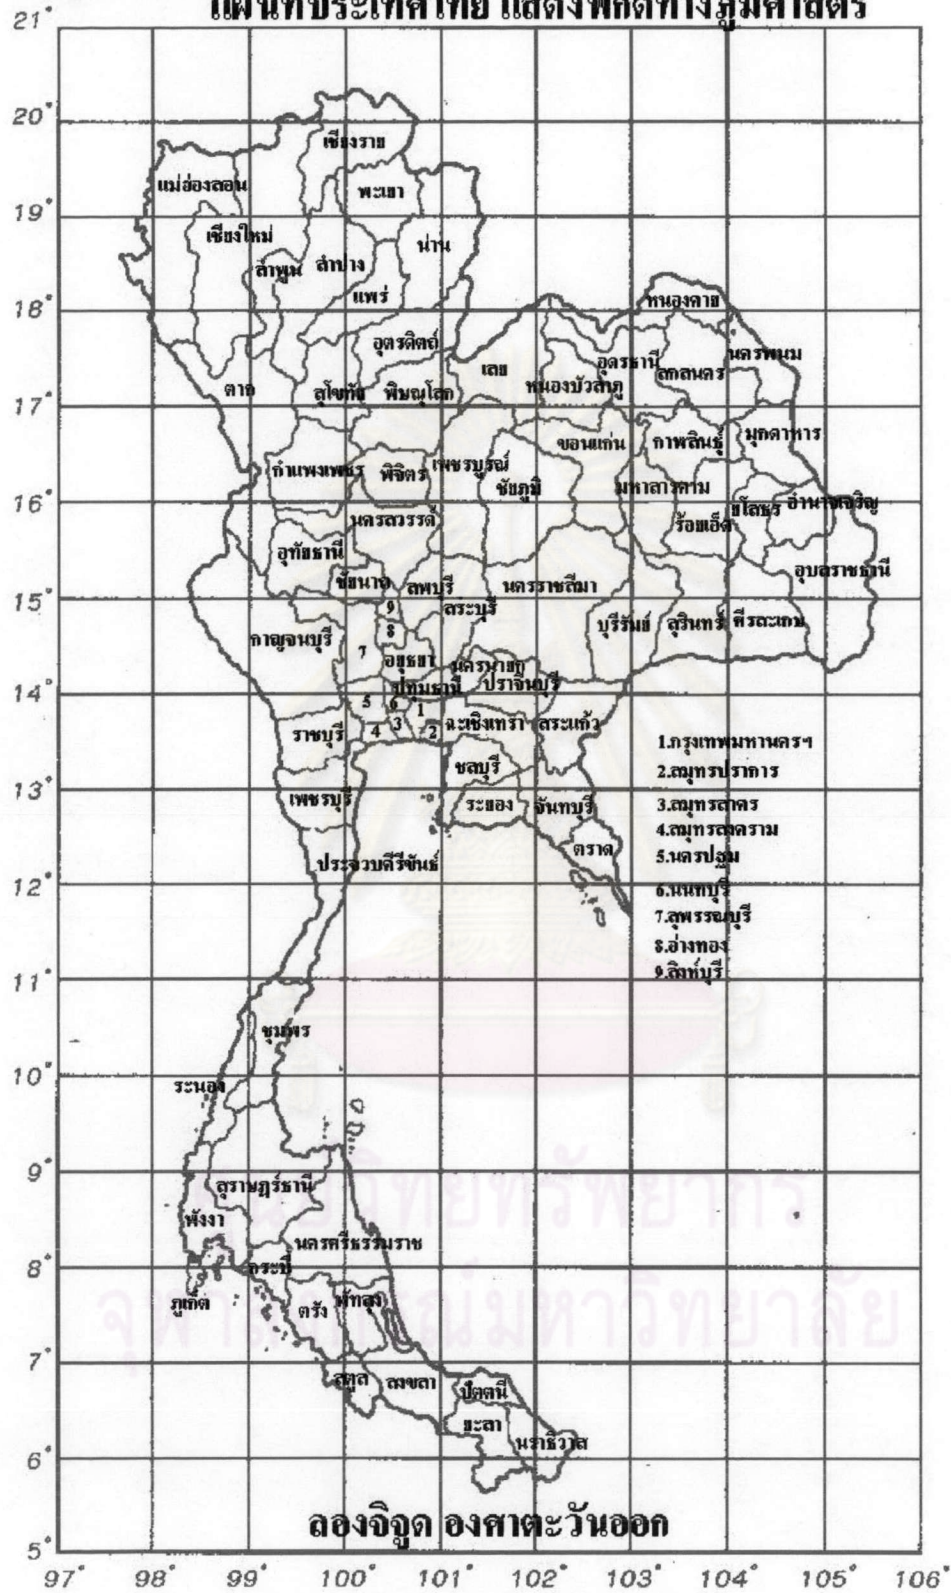 แผนที่ประเทศไทย แสดงพิกัดทางภูมิศาสตร์
21°
20°
เชียงราย
แม่ฮ่องสอน
พะเยา
19°
เชียงใหม่
น่าน
ลำพูน
ลำปาง
แพร่
หนองคาย
18°
อุตรดิตถ์
เลย
อุดรธานี
นครพนม
สกลนคร
ตาก
สุโขทัย
พิษณุโลก
หนองบัวลำภู
17°
ขอนแก่น
กาฬสินธุ์
มุกดาหาร
กำแพงเพชร
พิจิตร
เพชรบูรณ์
ชัยภูมิ
มหาสารคาม
16°
ร้อยเอ็ด
ยโสธร
อำนาจเจริญ
นครสวรรค์
อุทัยธานี
อุบลราชธานี
ชัยนาท
ลพบุรี
นครราชสีมา
15°
9
สระบุรี
บุรีรัมย์
สุรินทร์
ศรีสะเกษ
กาญจนบุรี
8
7
อยุธยา
นครนายก
ปราจีนบุรี
14°
ปทุมธานี
5
6
1
ราชบุรี
4
3
2
ฉะเชิงเทรา
สระแก้ว
1.กรุงเทพมหานครฯ
ชลบุรี
2.สมุทรปราการ
13°
เพชรบุรี
ระยอง
จันทบุรี
3.สมุทรสาคร
4.สมุทรสงคราม
ตราด
5.นครปฐม
12°
ประจวบคีรีขันธ์
6.นนทบุรี
7.สุพรรณบุรี
8.อ่างทอง
9.สิงห์บุรี
11°
ชุมพร
10°
ระนอง
9°
สุราษฎร์ธานี
ศูนย์วิทยทรัพยากร
พังงา
นครศรีธรรมราช
8°
กระบี่
ภูเก็ต
ตรัง
พัทลุง
จุฬาลงกรณ์มหาวิทยาลัย
7°
สตูล
สงขลา
ปัตตนี
ยะลา
นราธิวาส
6°
ลองจิจูด องศาตะวันออก
5°
97° 98° 99° 100° 101° 102° 103° 104° 105° 106°